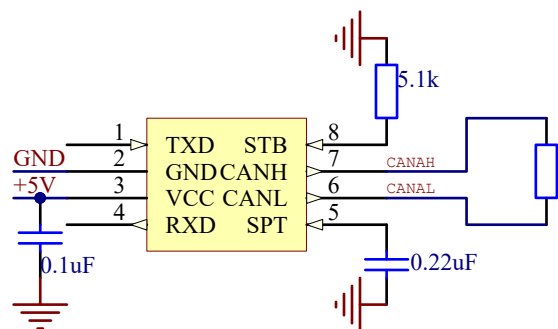 5.1k
1 TXD STB 8
GND 2 GND CANH 7 CANAH
+5V 3 VCC CANL 6 CANAL
4 RXD SPT 5
0.1uF
0.22uF